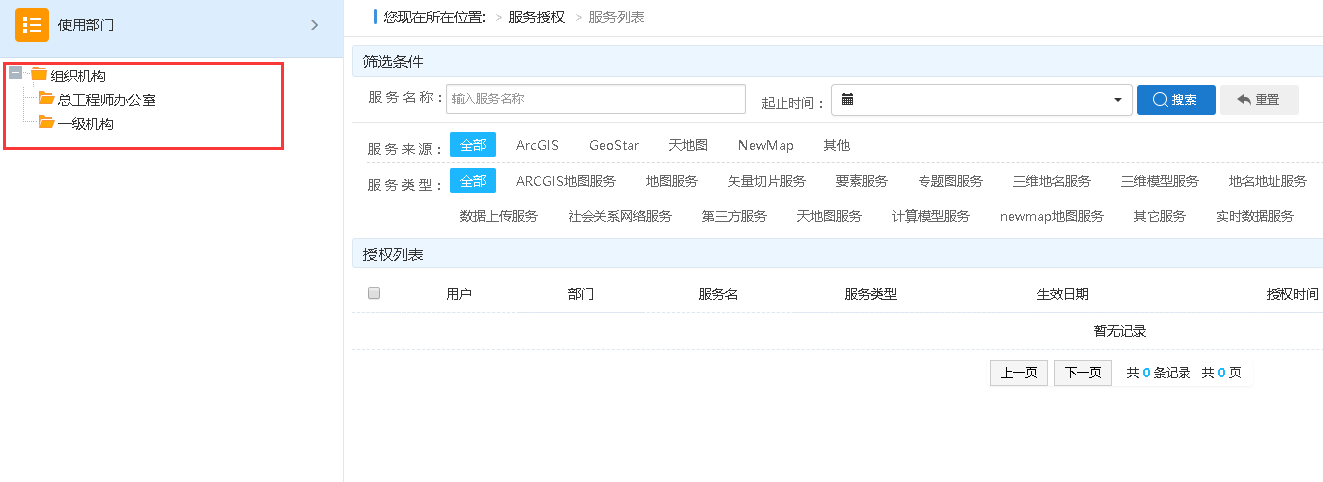 使用部门
组织机构
总工程师办公室
一级机构
您现在所在位置: > 服务授权 > 服务列表
筛选条件
服务名称: 输入服务名称 起止时间: 搜索 重置
服务来源: 全部 ArcGIS GeoStar 天地图 NewMap 其他
服务类型: 全部 ARCGIS地图服务 地图服务 矢量切片服务 要素服务 专题图服务 三维地名服务 三维模型服务 地名地址服务
数据上传服务 社会关系网络服务 第三方服务 天地图服务 计算模型服务 newmap地图服务 其它服务 实时数据服务
授权列表
用户 部门 服务名 服务类型 生效日期 授权时间
暂无记录
上一页 下一页 共 0 条记录 共 0 页